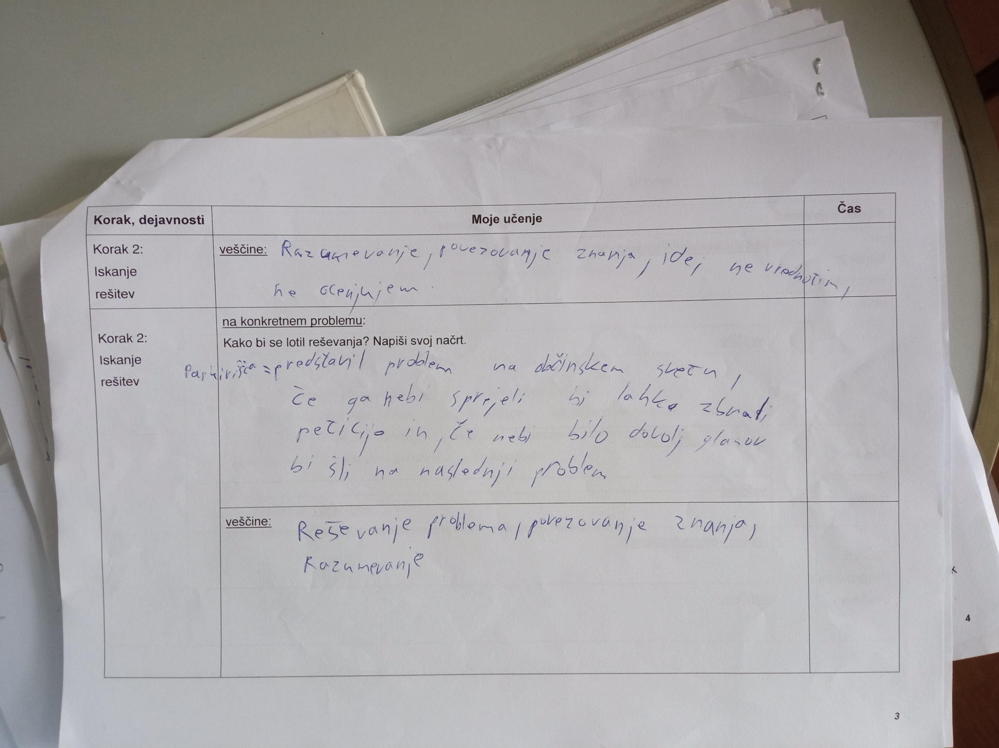 Korak, dejavnosti
Moje učenje
Čas
Korak 2:
Iskanje
rešitev
veščine: Razumevanje, povezovanje znanja, idej ne vrednotim,
ne ocenjujem.
Korak 2:
Iskanje
rešitev
na konkretnem problemu:
Kako bi se lotil reševanja? Napiši svoj načrt.
Parkirišča = predstavil problem na občinskem svetu,
če ga nebi sprejeli bi lahko zbrati
peticijo in, če nebi bilo dovolj glasov
bi šli na naslednji problem
veščine: Reševanje problema, povezovanje znanja,
Razumevanje
3
4